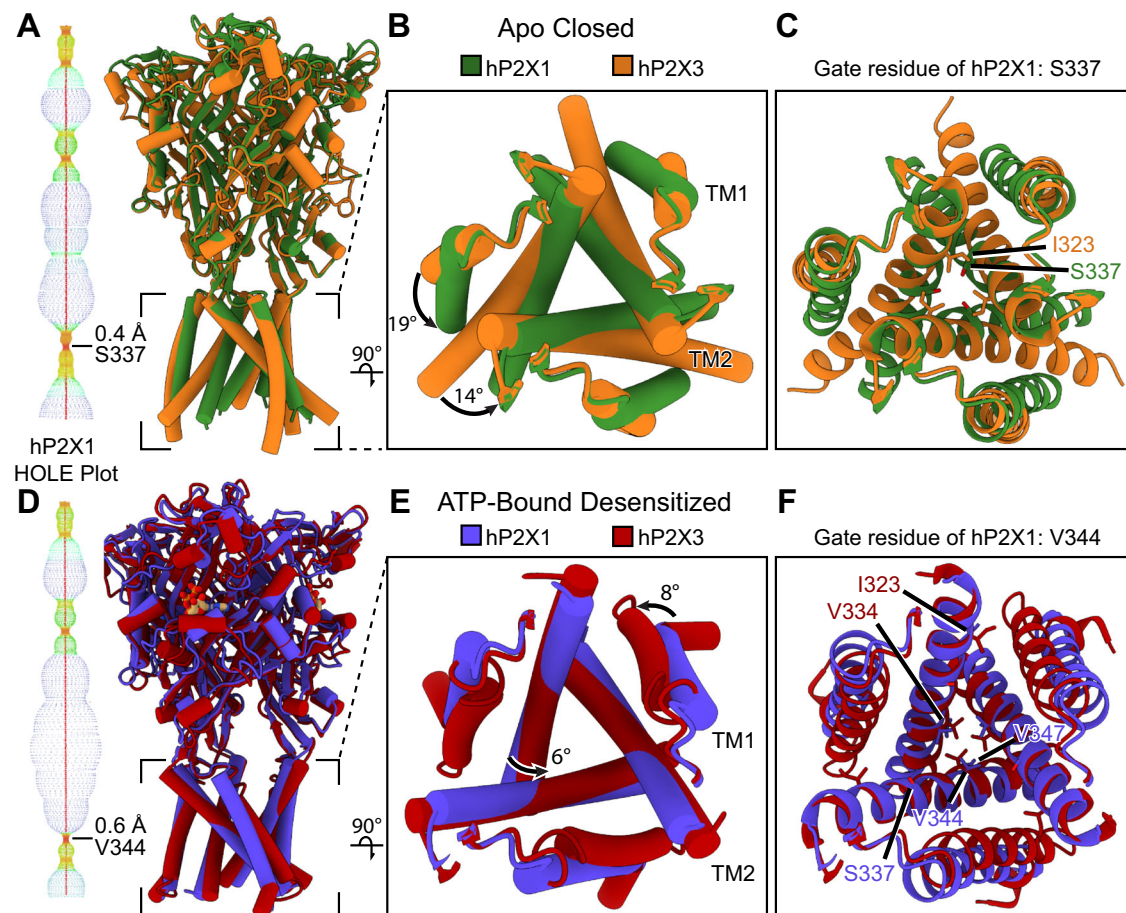 A
B
Apo Closed
C
hP2X1
hP2X3
Gate residue of hP2X1: S337
TM1
I323
S337
0.4 Å
S337
19°
90°
TM2
14°
hP2X1
HOLE Plot
D
E
ATP-Bound Desensitized
F
hP2X1
hP2X3
Gate residue of hP2X1: V344
8°
I323
V334
TM1
V347
6°
0.6 Å
V344
90°
V344
TM2
S337